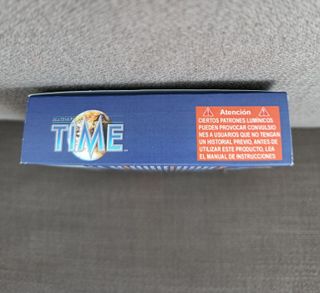 TIME
Atención
CIERTOS PATRONES LUMÍNICOS
PUEDEN PROVOCAR CONVULSIO
NES A USUARIOS QUE NO TENGAN
UN HISTORIAL PREVIO, ANTES DE
UTILIZAR ESTE PRODUCTO, LEA
EL MANUAL DE INSTRUCCIONES.